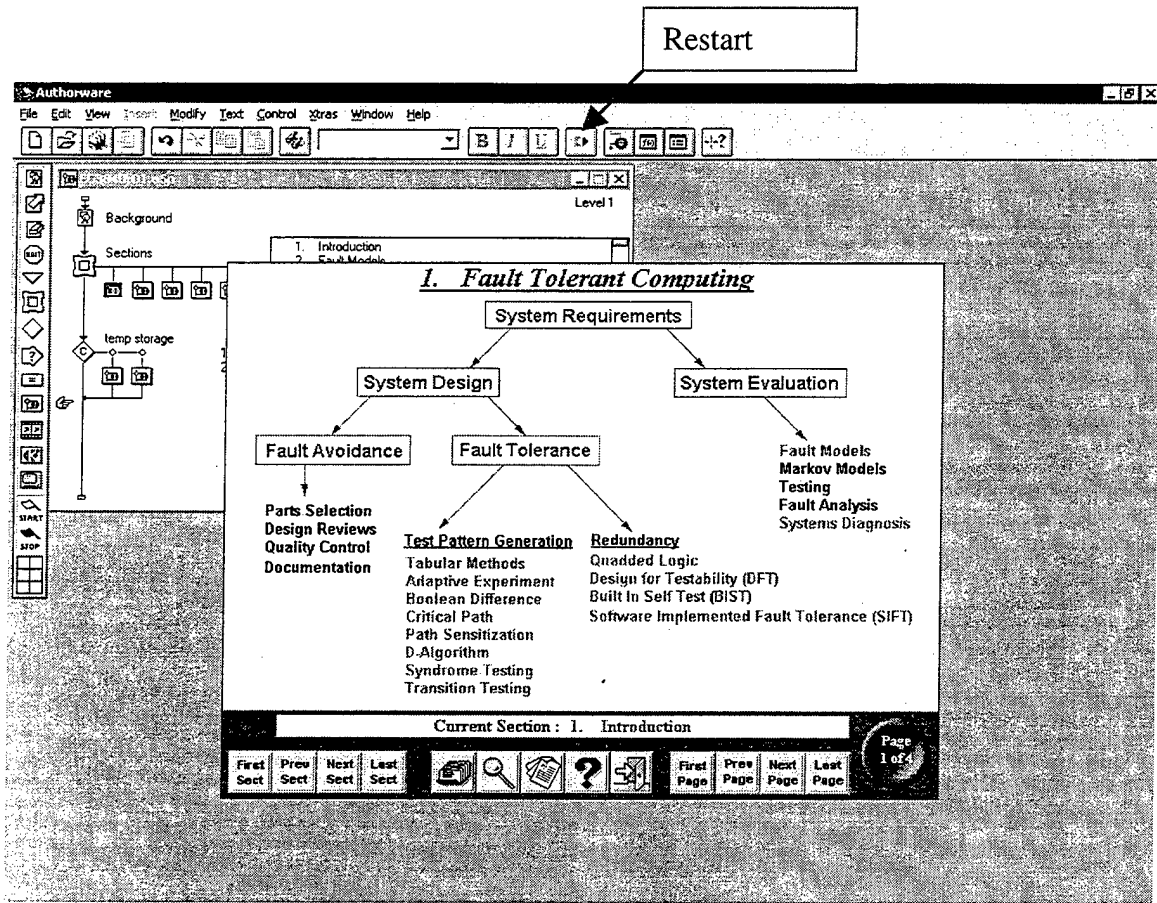 Restart
Authorware
File Edit View Insert Modify Text Control Xtras Window Help
B I U
Level 1
Background
Sections
1. Introduction
2. Fault Models
temp storage
WAIT
START
STOP
1. Fault Tolerant Computing
System Requirements
System Design
System Evaluation
Fault Avoidance
Fault Tolerance
Parts Selection
Design Reviews
Quality Control
Documentation
Test Pattern Generation
Tabular Methods
Adaptive Experiment
Boolean Difference
Critical Path
Path Sensitization
D-Algorithm
Syndrome Testing
Transition Testing
Redundancy
Quadded Logic
Design for Testability (DFT)
Built In Self Test (BIST)
Software Implemented Fault Tolerance (SIFT)
Fault Models
Markov Models
Testing
Fault Analysis
Systems Diagnosis
Current Section : 1. Introduction
First Sect
Prev Sect
Next Sect
Last Sect
First Page
Prev Page
Next Page
Last Page
Page
1 of 4